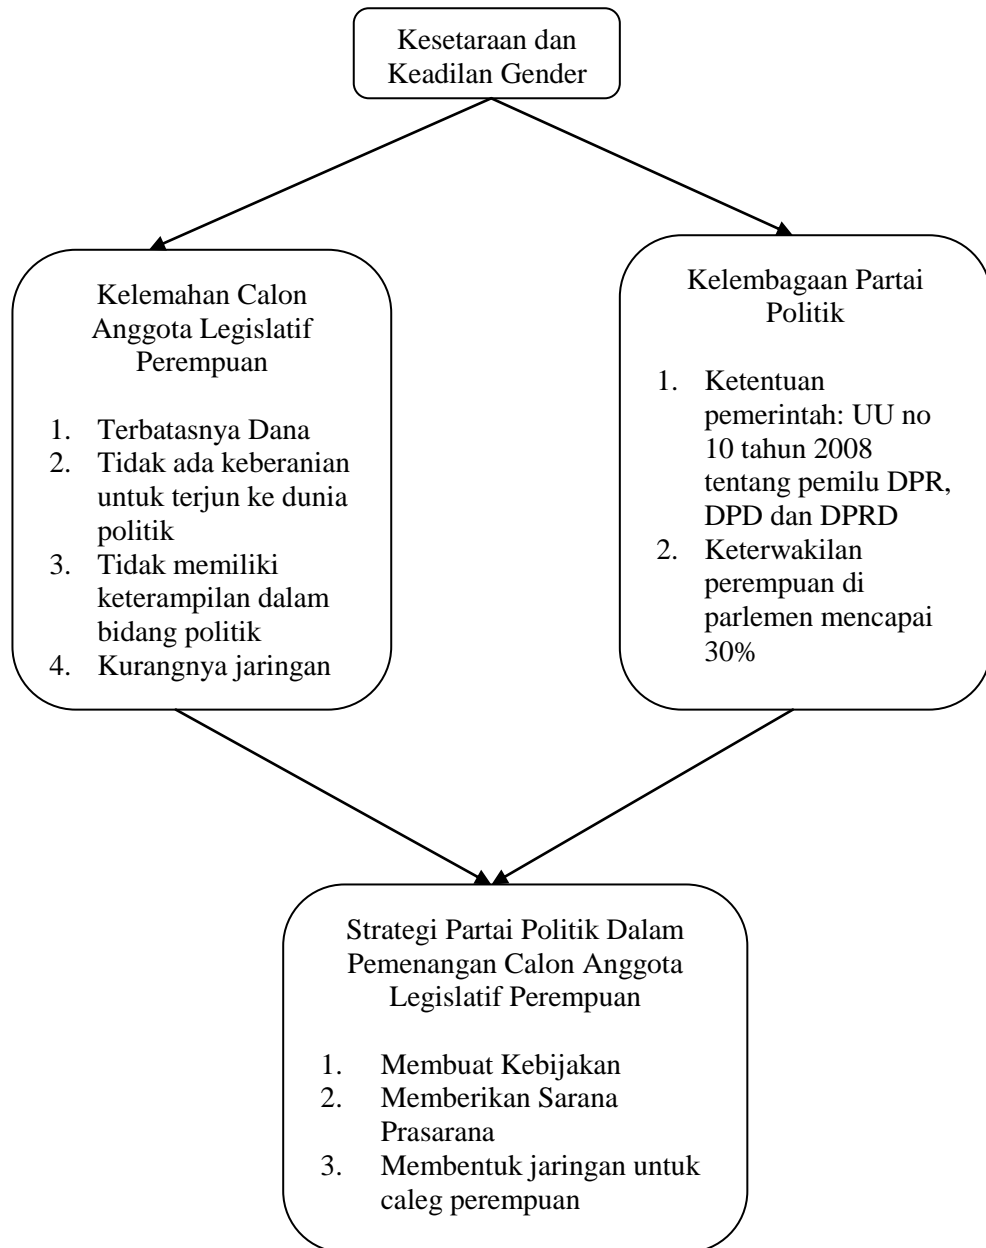 Kesetaraan dan
Keadilan Gender
Kelemahan Calon
Anggota Legislatif
Perempuan
1. Terbatasnya Dana
2. Tidak ada keberanian
untuk terjun ke dunia
politik
3. Tidak memiliki
keterampilan dalam
bidang politik
4. Kurangnya jaringan
Kelembagaan Partai
Politik
1. Ketentuan
pemerintah: UU no
10 tahun 2008
tentang pemilu DPR,
DPD dan DPRD
2. Keterwakilan
perempuan di
parlemen mencapai
30%
Strategi Partai Politik Dalam
Pemenangan Calon Anggota
Legislatif Perempuan
1. Membuat Kebijakan
2. Memberikan Sarana
Prasarana
3. Membentuk jaringan untuk
caleg perempuan